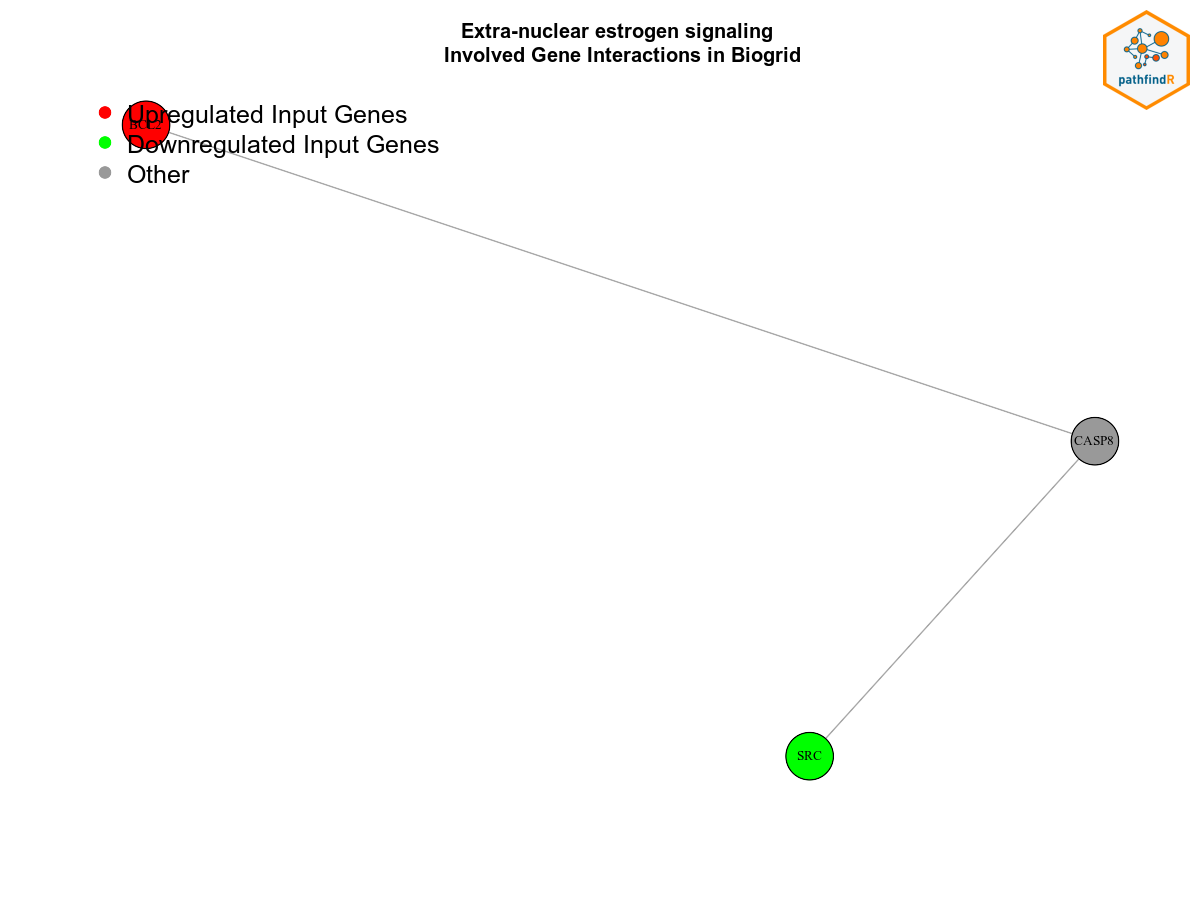 Extra-nuclear estrogen signaling
Involved Gene Interactions in Biogrid
pathfindR
Upregulated Input Genes
BCL2
Downregulated Input Genes
Other
CASP8
SRC